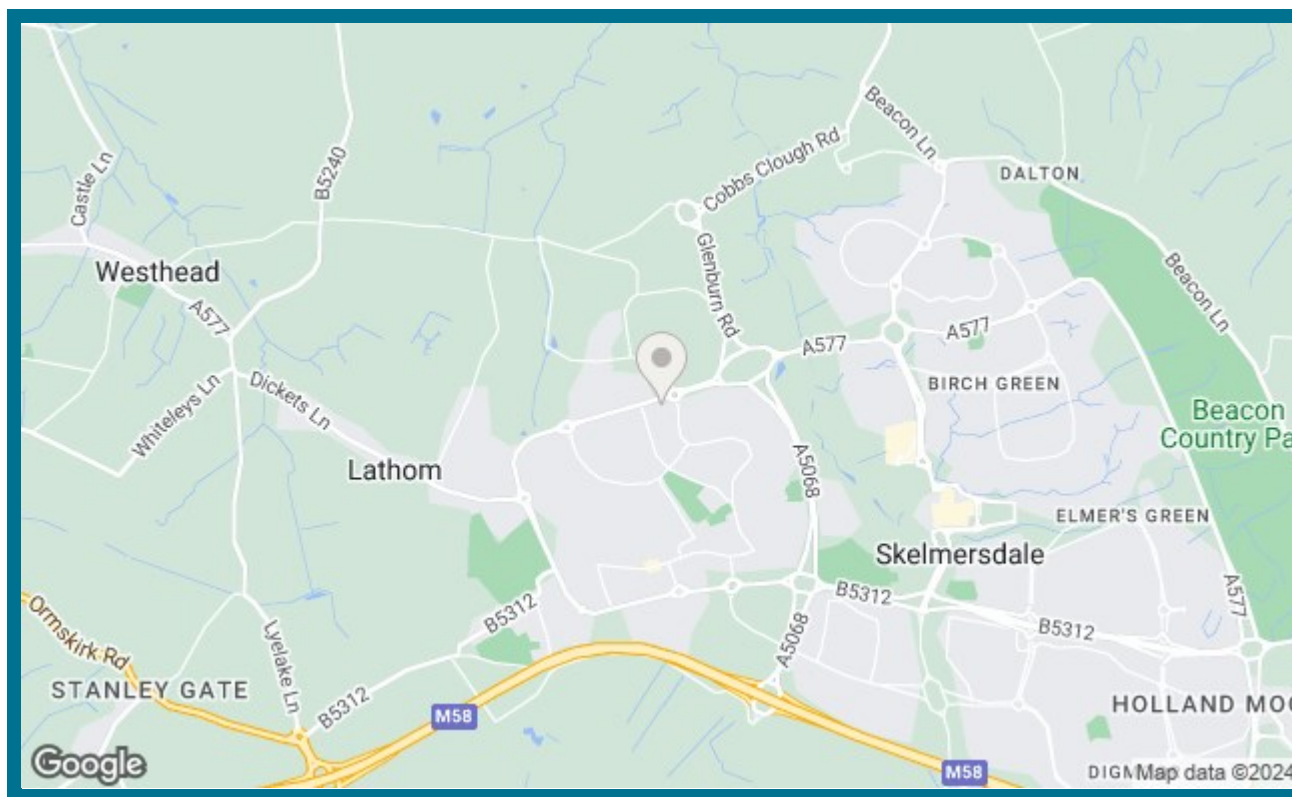 Beacon Ln
Cobbs Clough Rd
DALTON
Castle Ln
B5240
Glenburn Rd
Westhead
A577
Beacon Ln
A577
A577
Whiteleys Ln
Dickets Ln
BIRCH GREEN
Beacon
Country Pa
Lathom
A5068
ELMER'S GREEN
Skelmersdale
A577
B5312
B5312
B5312
Ormskirk Rd
Lyelake Ln
A5068
STANLEY GATE
B5312
M58
HOLLAND MOO
Google
M58
DIGM
Map data ©2024